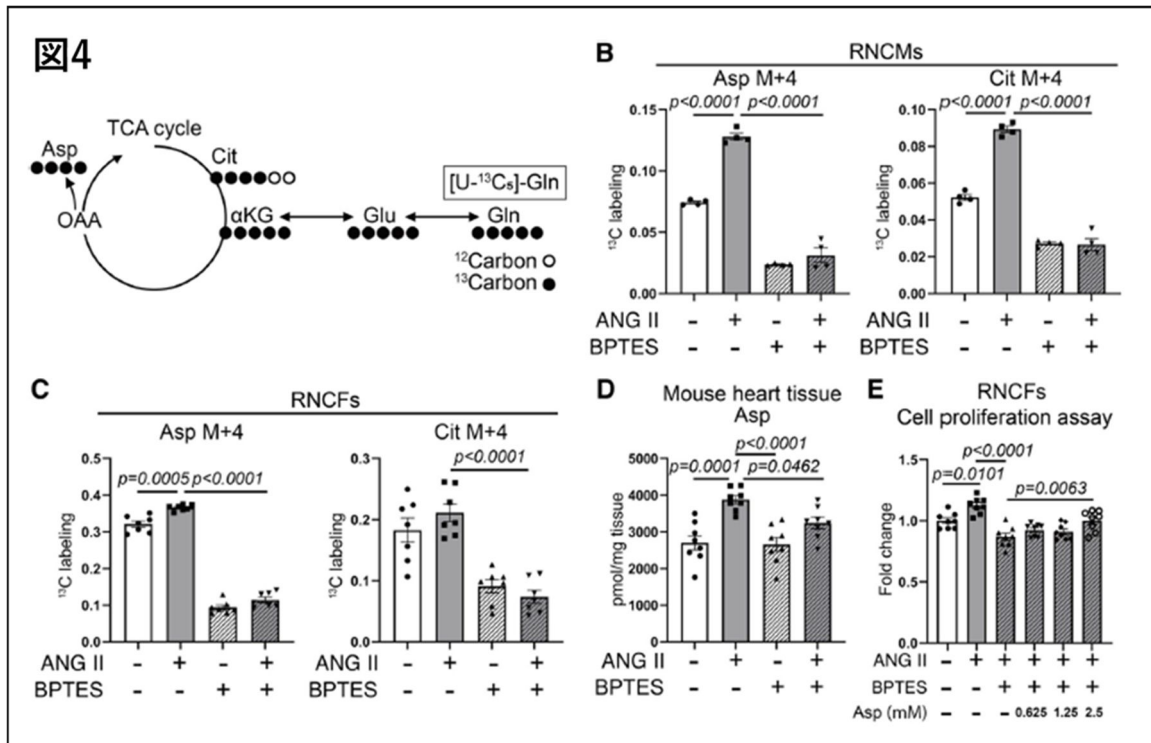 図4
TCA cycle
Asp
Cit
[U-¹³C₅]-Gln
OAA
αKG
Glu
Gln
¹²Carbon
¹³Carbon
B
RNCMs
Asp M+4
p<0.0001 p<0.0001
¹³C labeling
0.15
0.10
0.05
0.00
ANG II - + - +
BPTES - - + +
Cit M+4
p<0.0001 p<0.0001
¹³C labeling
0.10
0.08
0.06
0.04
0.02
0.00
ANG II - + - +
BPTES - - + +
C
RNCFs
Asp M+4
p=0.0005 p<0.0001
¹³C labeling
0.5
0.4
0.3
0.2
0.1
0.0
ANG II - + - +
BPTES - - + +
Cit M+4
p<0.0001
¹³C labeling
0.3
0.2
0.1
0.0
ANG II - + - +
BPTES - - + +
D
Mouse heart tissue
Asp
p<0.0001
p=0.0001 p=0.0462
pmol/mg tissue
5000
4000
3000
2000
1000
0
ANG II - + - +
BPTES - - + +
E
RNCFs
Cell proliferation assay
p<0.0001
p=0.0101
p=0.0063
Fold change
1.5
1.0
0.5
0.0
ANG II - + + + + +
BPTES - - + + + +
Asp (mM) - - - 0.625 1.25 2.5